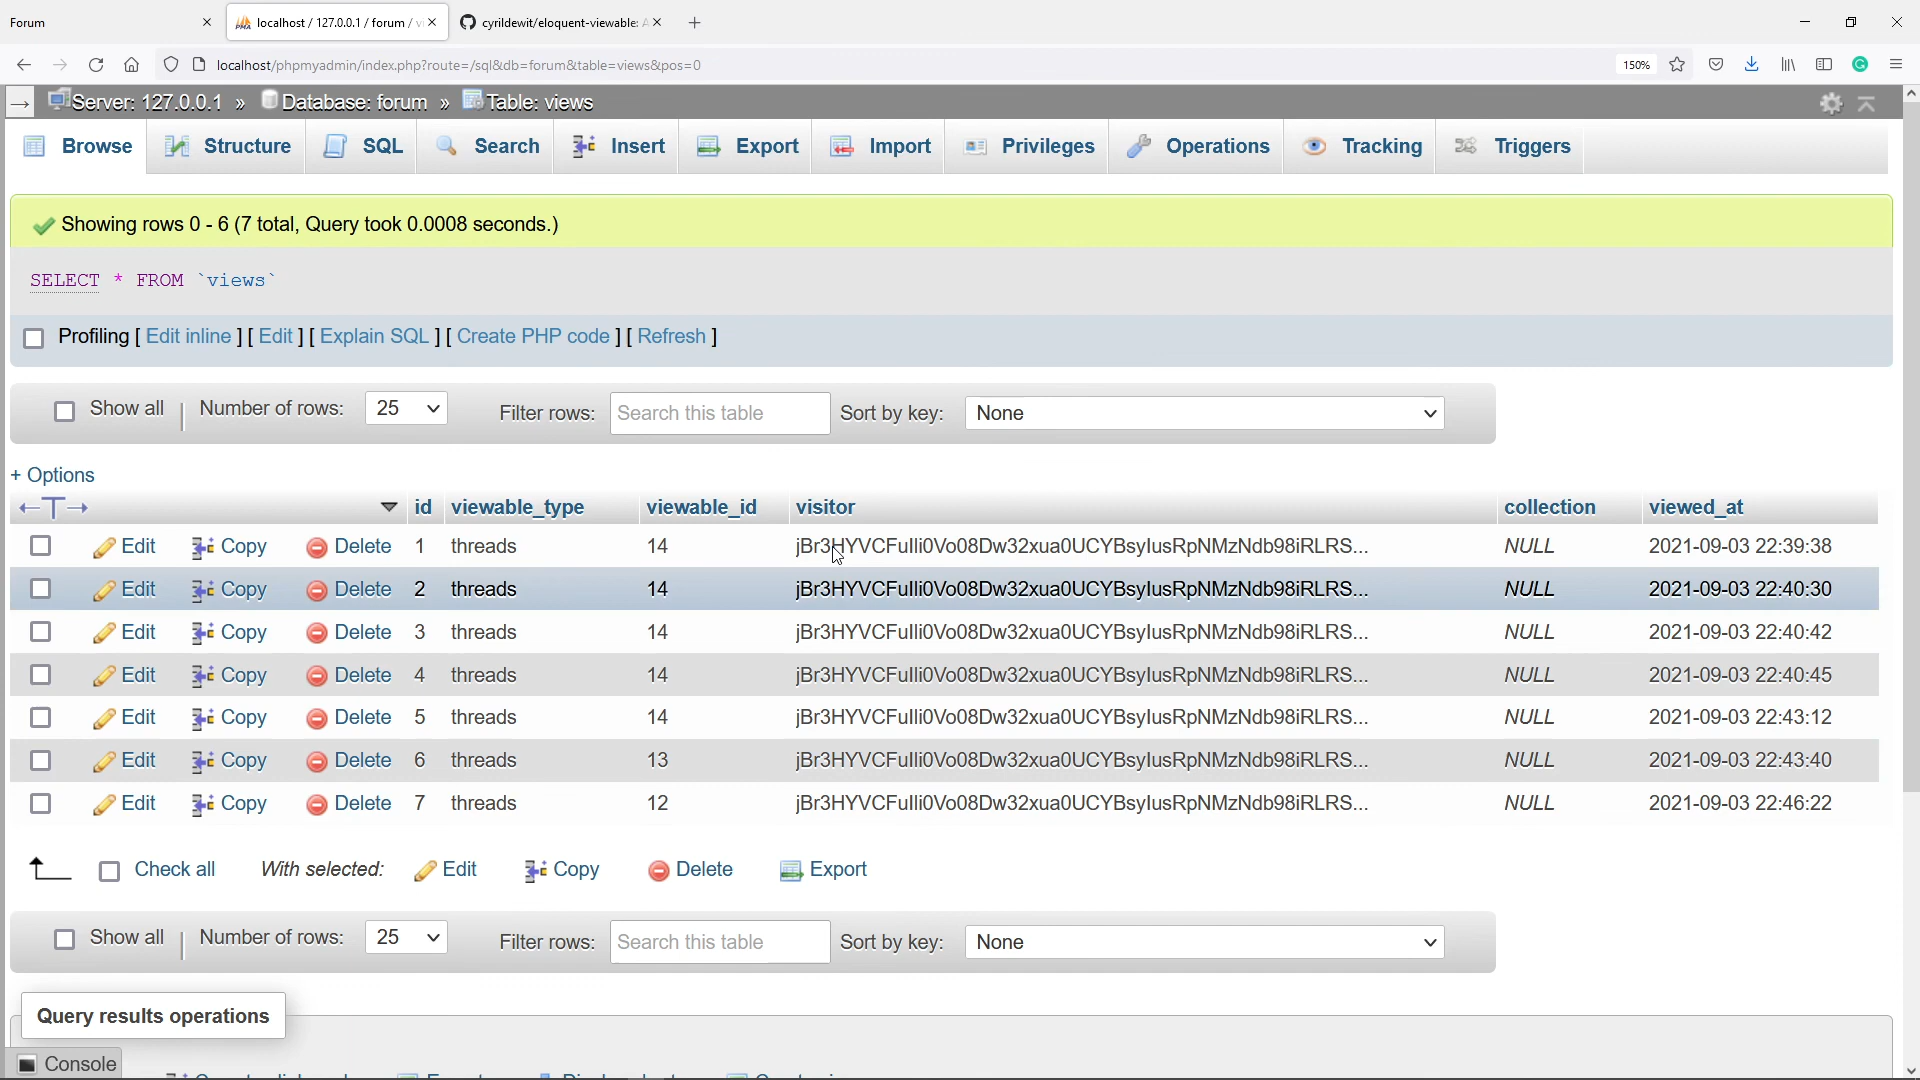 Forum
localhost / 127.0.0.1 / forum / vi
cyrildewit/eloquent-viewable: A
localhost/phpmyadmin/index.php?route=/sql&db=forum&table=views&pos=0
150%
Server: 127.0.0.1 » Database: forum » Table: views
Browse Structure SQL Search Insert Export Import Privileges Operations Tracking Triggers
Showing rows 0 - 6 (7 total, Query took 0.0008 seconds.)
SELECT * FROM `views`
Profiling [ Edit inline ] [ Edit ] [ Explain SQL ] [ Create PHP code ] [ Refresh ]
Show all | Number of rows: 25 Filter rows: Search this table Sort by key: None
+ Options
id viewable_type viewable_id visitor collection viewed_at
Edit Copy Delete 1 threads 14 jBr3HYVCFuIli0Vo08Dw32xua0UCYBsyIusRpNMzNdb98iRLRS... NULL 2021-09-03 22:39:38
Edit Copy Delete 2 threads 14 jBr3HYVCFuIli0Vo08Dw32xua0UCYBsyIusRpNMzNdb98iRLRS... NULL 2021-09-03 22:40:30
Edit Copy Delete 3 threads 14 jBr3HYVCFuIli0Vo08Dw32xua0UCYBsyIusRpNMzNdb98iRLRS... NULL 2021-09-03 22:40:42
Edit Copy Delete 4 threads 14 jBr3HYVCFuIli0Vo08Dw32xua0UCYBsyIusRpNMzNdb98iRLRS... NULL 2021-09-03 22:40:45
Edit Copy Delete 5 threads 14 jBr3HYVCFuIli0Vo08Dw32xua0UCYBsyIusRpNMzNdb98iRLRS... NULL 2021-09-03 22:43:12
Edit Copy Delete 6 threads 13 jBr3HYVCFuIli0Vo08Dw32xua0UCYBsyIusRpNMzNdb98iRLRS... NULL 2021-09-03 22:43:40
Edit Copy Delete 7 threads 12 jBr3HYVCFuIli0Vo08Dw32xua0UCYBsyIusRpNMzNdb98iRLRS... NULL 2021-09-03 22:46:22
Check all With selected: Edit Copy Delete Export
Show all | Number of rows: 25 Filter rows: Search this table Sort by key: None
Query results operations
Console